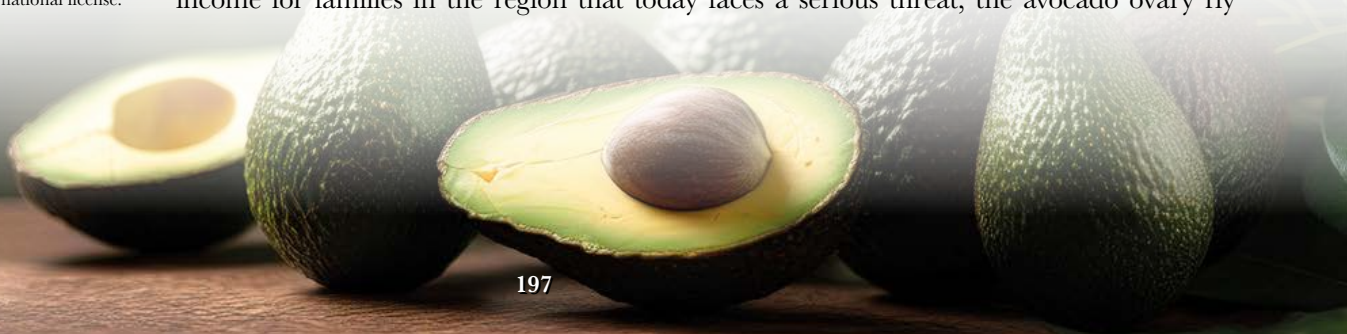 national license.
income for families in the region that today faces a serious threat, the avocado ovary fly
197